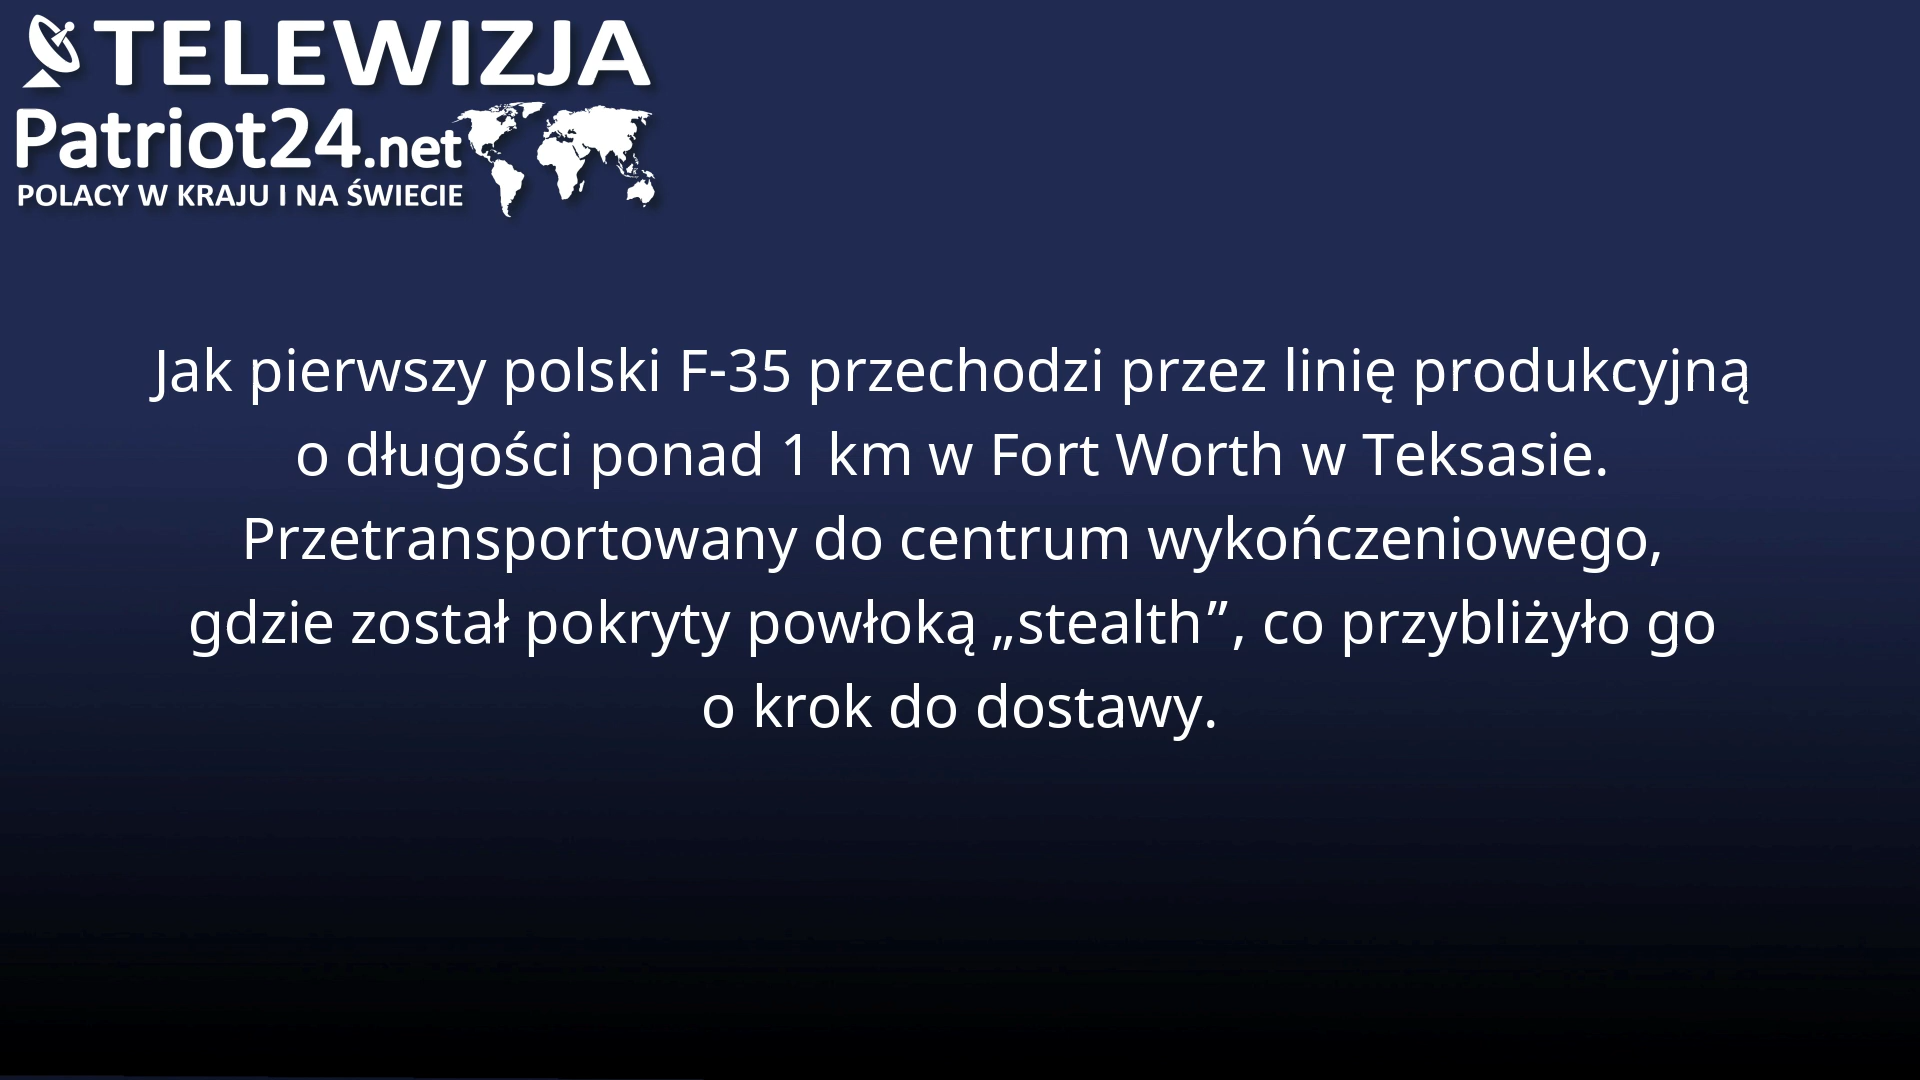 TELEWIZJA
Patriot24.net
POLACY W KRAJU I NA ŚWIECIE
Jak pierwszy polski F-35 przechodzi przez linię produkcyjną
o długości ponad 1 km w Fort Worth w Teksasie.
Przetransportowany do centrum wykończeniowego,
gdzie został pokryty powłoką „stealth”, co przybliżyło go
o krok do dostawy.